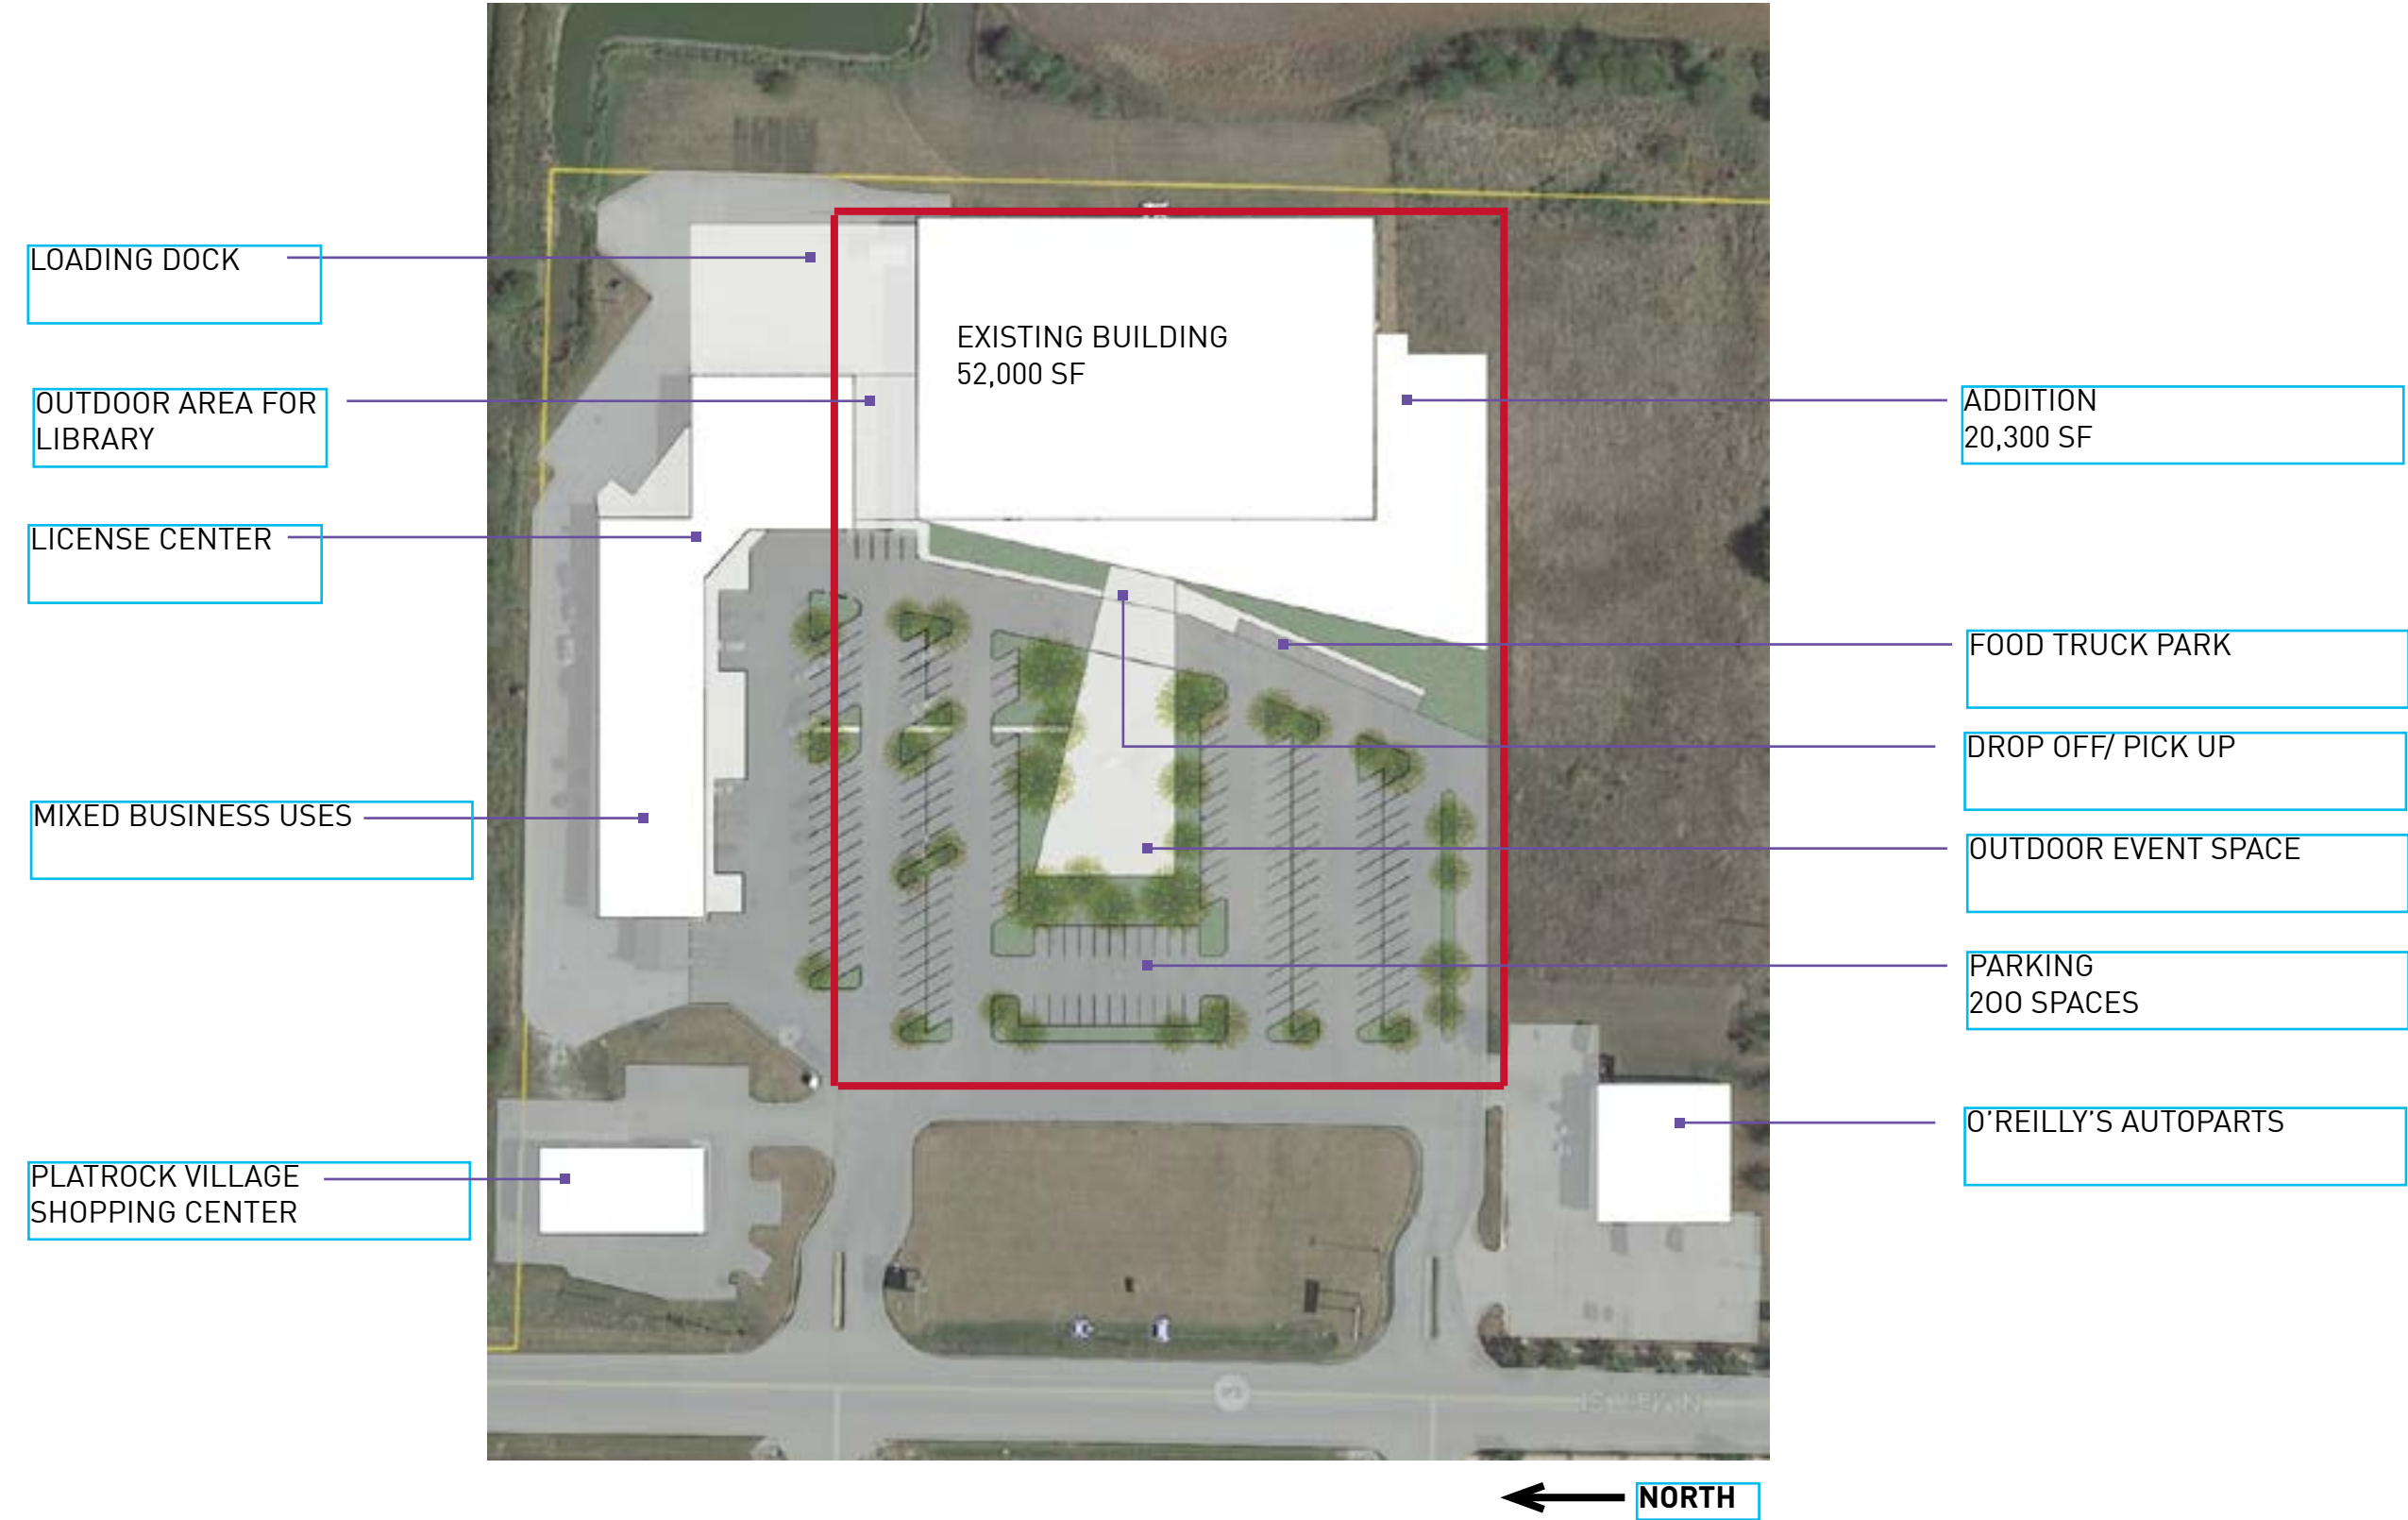 LOADING DOCK
OUTDOOR AREA FOR
LIBRARY
LICENSE CENTER
MIXED BUSINESS USES
PLATROCK VILLAGE
SHOPPING CENTER
EXISTING BUILDING
52,000 SF
ADDITION
20,300 SF
FOOD TRUCK PARK
DROP OFF/ PICK UP
OUTDOOR EVENT SPACE
PARKING
200 SPACES
O’REILLY’S AUTOPARTS
NORTH